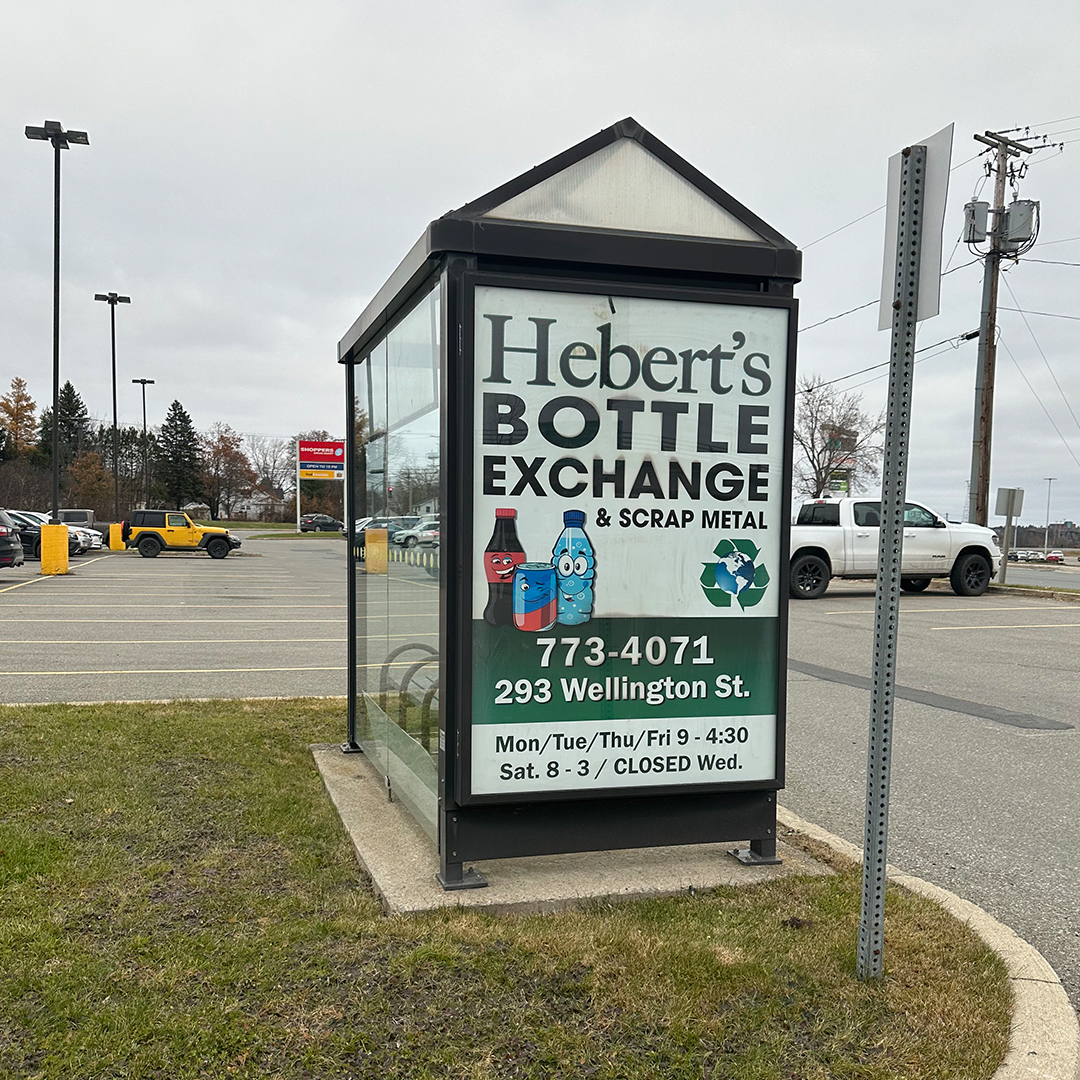 Hebert's
BOTTLE
EXCHANGE
& SCRAP METAL
773-4071
293 Wellington St.
Mon/Tue/Thu/Fri 9 - 4:30
Sat. 8 - 3 / CLOSED Wed.
SHOPPERS